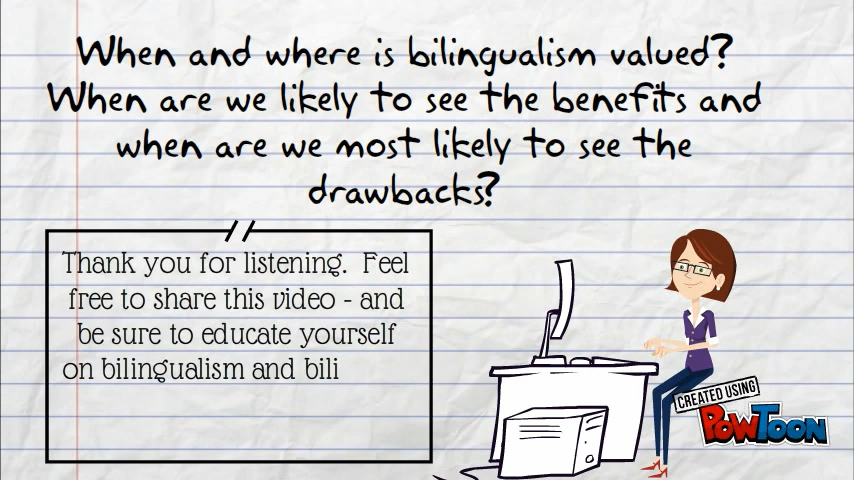 When and where is bilingualism valued?
When are we likely to see the benefits and
when are we most likely to see the
drawbacks?
Thank you for listening. Feel
free to share this video - and
be sure to educate yourself
on bilingualism and bili
CREATED USING
POWTOON